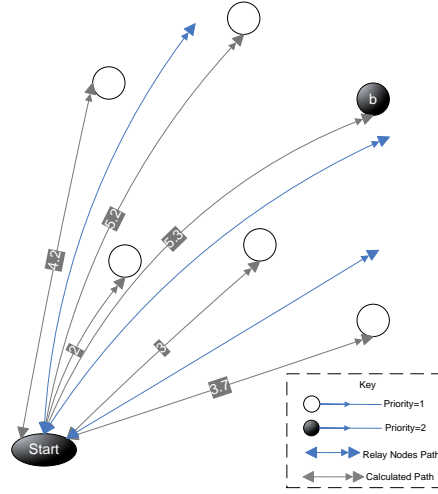 b
5.2
5.3
4.2
2
3
3.7
Start
Key
Priority=1
Priority=2
Relay Nodes Path
Calculated Path